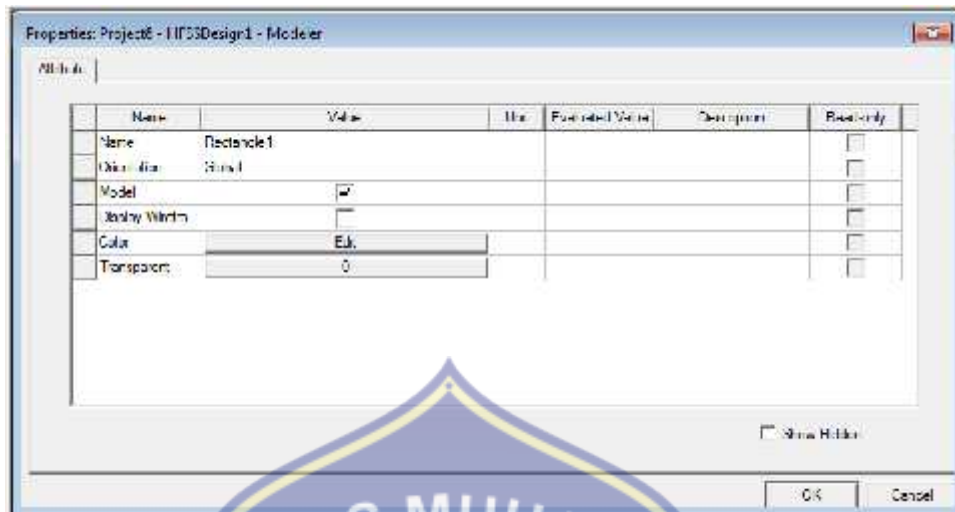 Properties: Project6 - HFSSDesign1 - Modeler
Attribute
Name Value Unit Evaluated Value Description Read-only
Name Rectangle1
Orientation Global
Model
Display Wirefra
Color Edit
Transparent 0
Show Hidden
OK Cancel